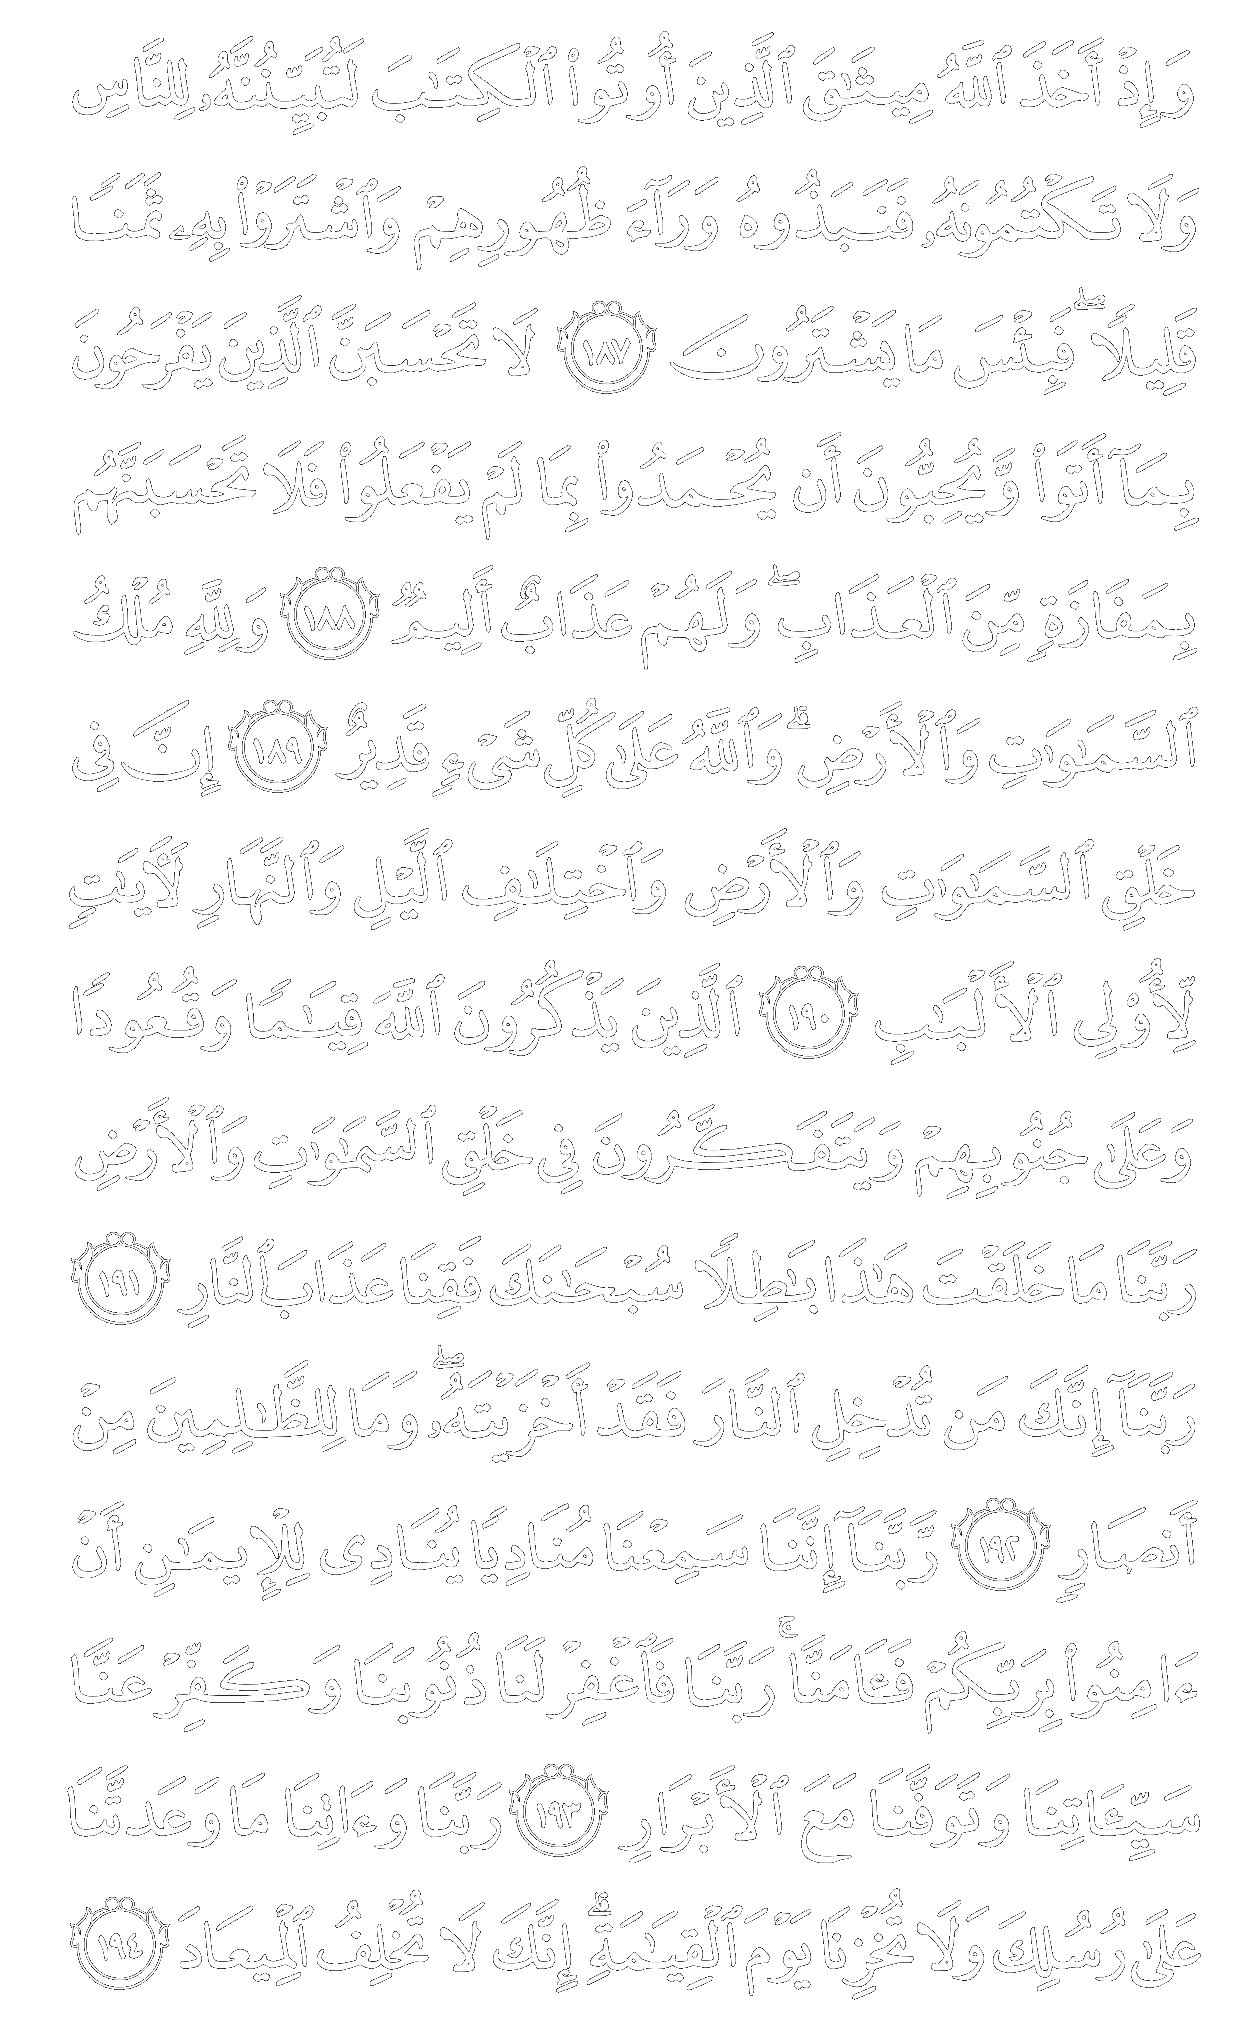 وَإِذْ أَخَذَ ٱللَّهُ مِيثَٰقَ ٱلَّذِينَ أُوتُوا۟ ٱلْكِتَٰبَ لَتُبَيِّنُنَّهُۥ لِلنَّاسِ
وَلَا تَكْتُمُونَهُۥ فَنَبَذُوهُ وَرَآءَ ظُهُورِهِمْ وَٱشْتَرَوْا۟ بِهِۦ ثَمَنًا
قَلِيلًا ۖ فَبِئْسَ مَا يَشْتَرُونَ ١٨٧ لَا تَحْسَبَنَّ ٱلَّذِينَ يَفْرَحُونَ
بِمَآ أَتَوا۟ وَّيُحِبُّونَ أَن يُحْمَدُوا۟ بِمَا لَمْ يَفْعَلُوا۟ فَلَا تَحْسَبَنَّهُم
بِمَفَازَةٍ مِّنَ ٱلْعَذَابِ ۖ وَلَهُمْ عَذَابٌ أَلِيمٌ ١٨٨ وَلِلَّهِ مُلْكُ
ٱلسَّمَٰوَٰتِ وَٱلْأَرْضِ ۗ وَٱللَّهُ عَلَىٰ كُلِّ شَىْءٍ قَدِيرٌ ١٨٩ إِنَّ فِى
خَلْقِ ٱلسَّمَٰوَٰتِ وَٱلْأَرْضِ وَٱخْتِلَٰفِ ٱلَّيْلِ وَٱلنَّهَارِ لَـَٔايَٰتٍ
لِّأُو۟لِى ٱلْأَلْبَٰبِ ١٩٠ ٱلَّذِينَ يَذْكُرُونَ ٱللَّهَ قِيَٰمًا وَقُعُودًا
وَعَلَىٰ جُنُوبِهِمْ وَيَتَفَكَّرُونَ فِى خَلْقِ ٱلسَّمَٰوَٰتِ وَٱلْأَرْضِ
رَبَّنَا مَا خَلَقْتَ هَٰذَا بَٰطِلًا سُبْحَٰنَكَ فَقِنَا عَذَابَ ٱلنَّارِ ١٩١
رَبَّنَآ إِنَّكَ مَن تُدْخِلِ ٱلنَّارَ فَقَدْ أَخْزَيْتَهُۥ ۖ وَمَا لِلظَّٰلِمِينَ مِنْ
أَنصَارٍ ١٩٢ رَّبَّنَآ إِنَّنَا سَمِعْنَا مُنَادِيًا يُنَادِى لِلْإِيمَٰنِ أَنْ
ءَامِنُوا۟ بِرَبِّكُمْ فَـَٔامَنَّا ۚ رَبَّنَا فَٱغْفِرْ لَنَا ذُنُوبَنَا وَكَفِّرْ عَنَّا
سَيِّـَٔاتِنَا وَتَوَفَّنَا مَعَ ٱلْأَبْرَارِ ١٩٣ رَبَّنَا وَءَاتِنَا مَا وَعَدتَّنَا
عَلَىٰ رُسُلِكَ وَلَا تُخْزِنَا يَوْمَ ٱلْقِيَٰمَةِ ۗ إِنَّكَ لَا تُخْلِفُ ٱلْمِيعَادَ ١٩٤